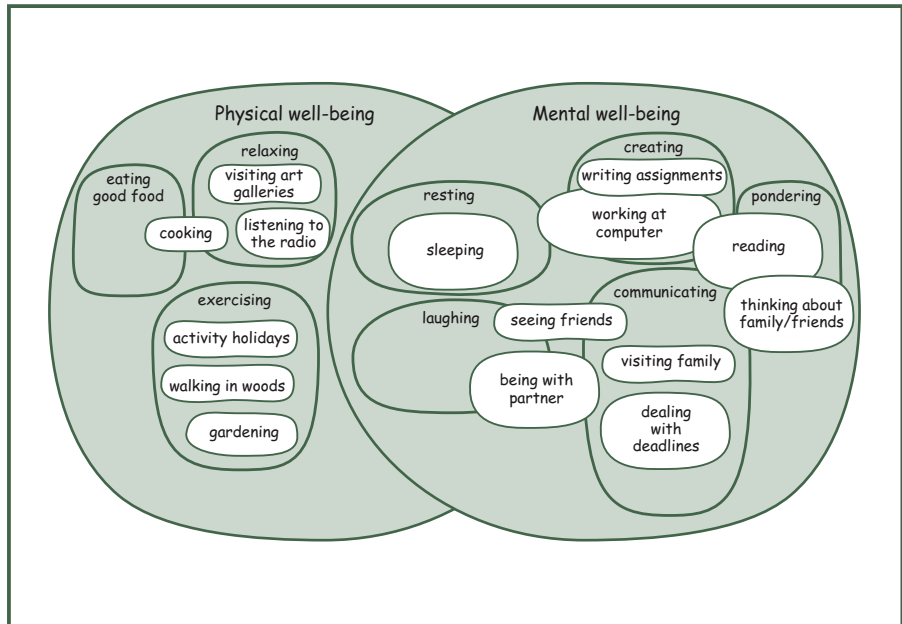 Physical well-being
Mental well-being
eating
good food
relaxing
visiting art
galleries
cooking
listening to
the radio
exercising
activity holidays
walking in woods
gardening
resting
sleeping
laughing
seeing friends
being with
partner
creating
writing assignments
working at
computer
pondering
reading
thinking about
family/friends
communicating
visiting family
dealing
with
deadlines